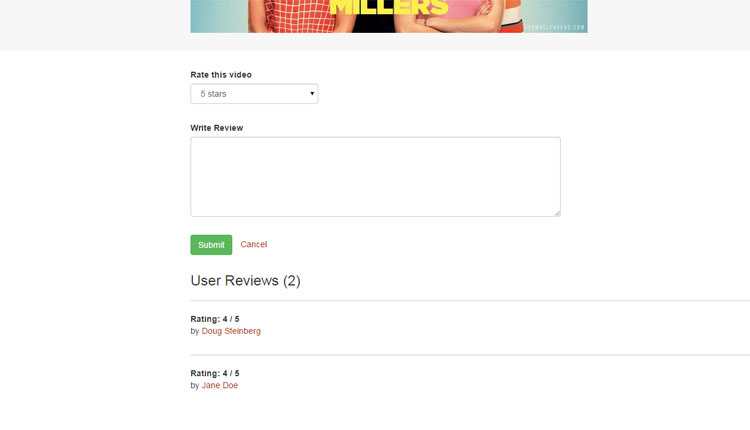 MILLERS
Rate this video
5 stars
Write Review
Submit Cancel
User Reviews (2)
Rating: 4 / 5
by Doug Steinberg
Rating: 4 / 5
by Jane Doe